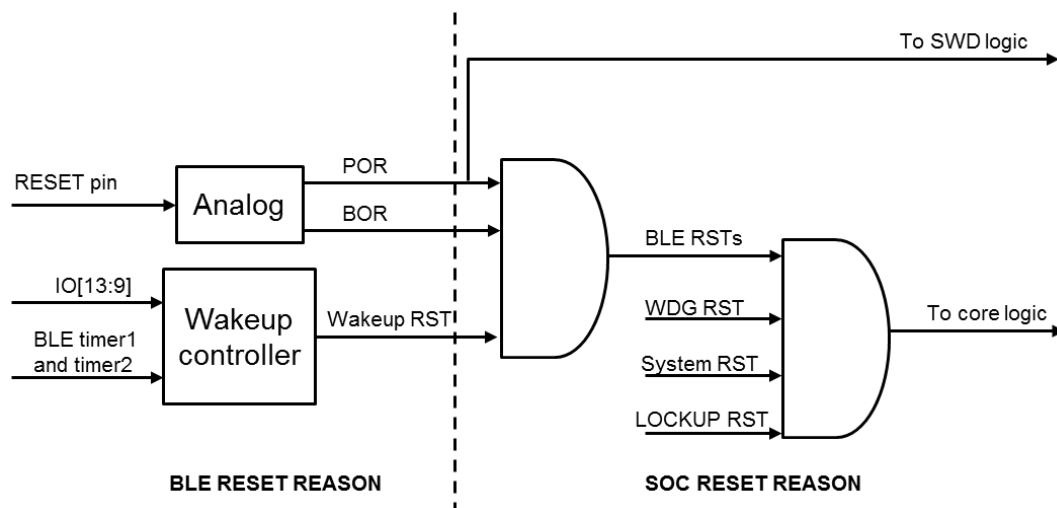 To SWD logic
POR
RESET pin
Analog
BOR
BLE RSTs
IO[13:9]
WDG RST
Wakeup
controller
Wakeup RST
To core logic
BLE timer1
and timer2
System RST
LOCKUP RST
BLE RESET REASON
SOC RESET REASON